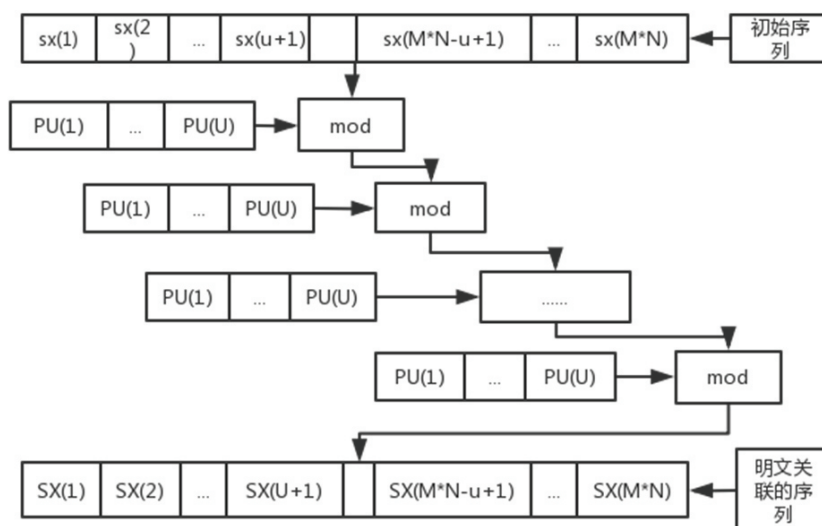 sx(1) sx(2 ... sx(u+1) sx(M*N-u+1) ... sx(M*N) 初始序
) 列
PU(1) ... PU(U) mod
PU(1) ... PU(U) mod
PU(1) ... PU(U) ......
PU(1) ... PU(U) mod
SX(1) SX(2) ... SX(U+1) SX(M*N-u+1) ... SX(M*N) 明文关
联的序
列